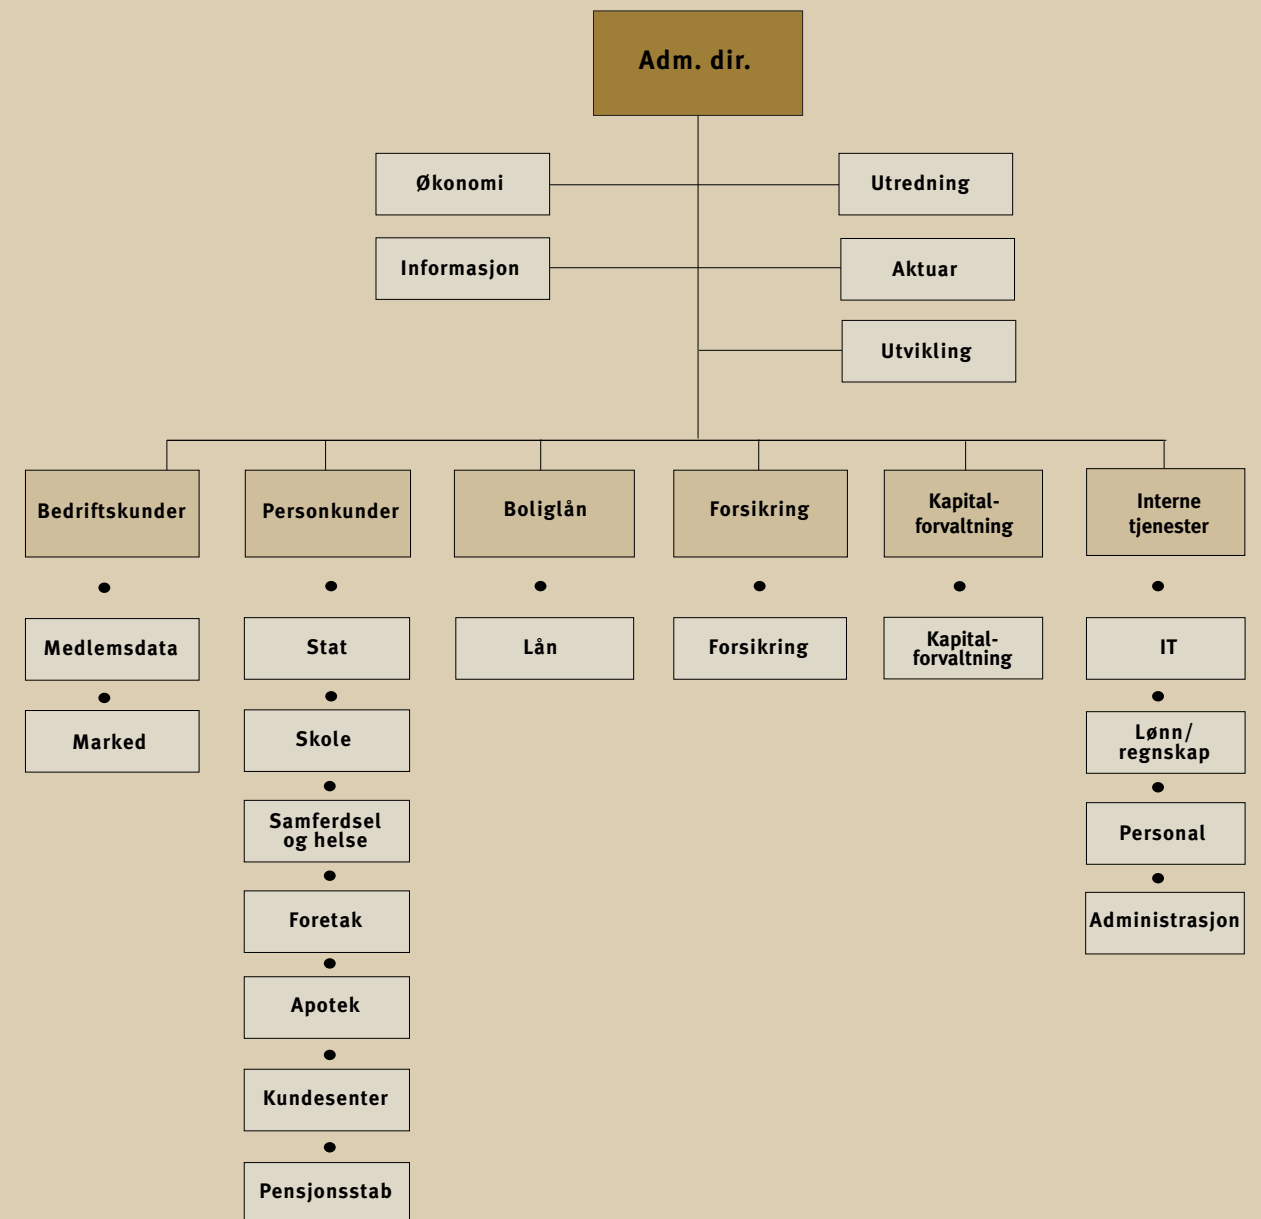 Adm. dir.
Økonomi
Utredning
Informasjon
Aktuar
Utvikling
Bedriftskunder
Personkunder
Boliglån
Forsikring
Kapital-
forvaltning
Interne
tjenester
Medlemsdata
Stat
Lån
Forsikring
Kapital-
forvaltning
IT
Marked
Skole
Lønn/
regnskap
Samferdsel
og helse
Personal
Foretak
Administrasjon
Apotek
Kundesenter
Pensjonsstab